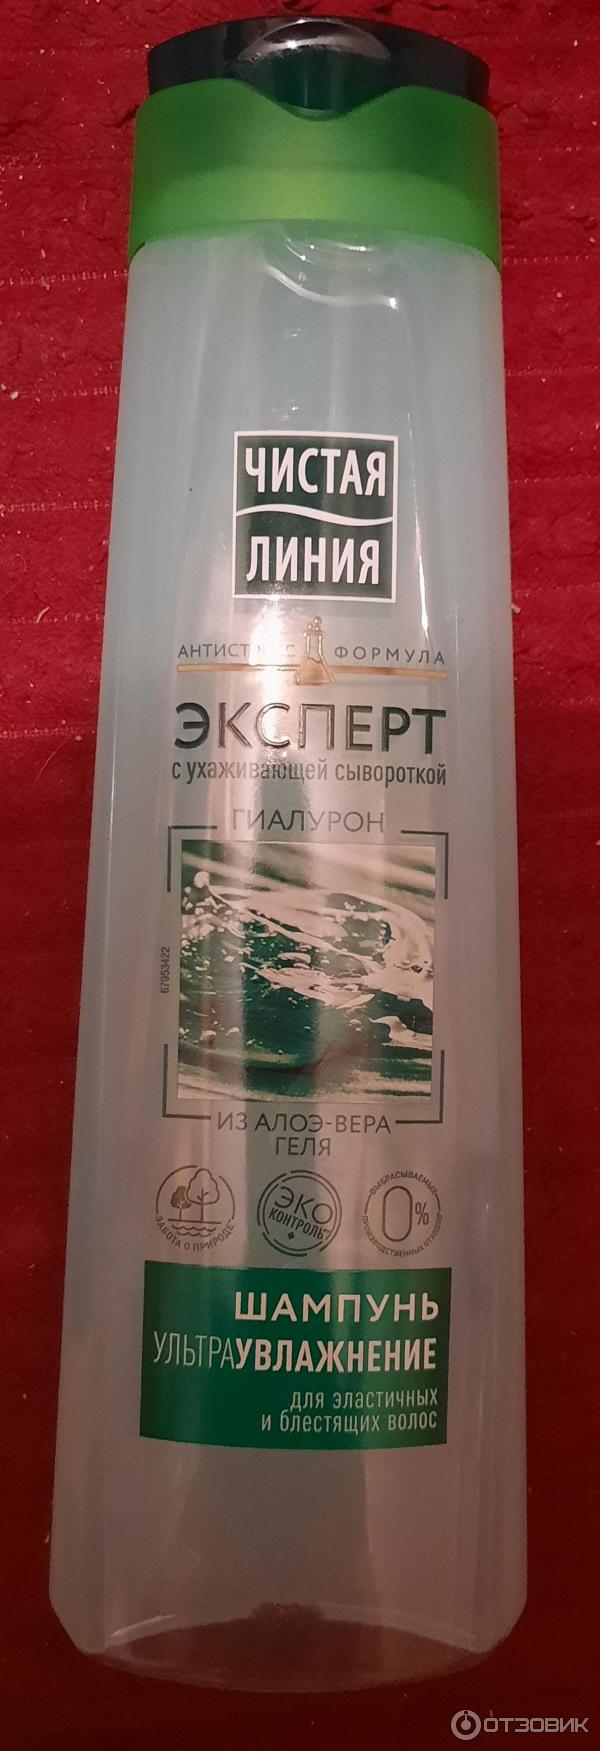 ЧИСТАЯ
ЛИНИЯ
ФОРМУЛА
ЭКСПЕРТ
с ухаживающей сывороткой
ГИАЛУРОН
67953422
ИЗ АЛОЭ-ВЕРА
ГЕЛЯ
ЗАБОТА О ПРИРОДЕ
ЭКО
КОНТРОЛЬ
ВЫБРАСЫВАЕМЫХ
0%
ПРОИЗВОДСТВЕННЫХ ОТХОДОВ
ШАМПУНЬ
УЛЬТРАУВЛАЖНЕНИЕ
для эластичных
и блестящих волос
ОТЗОВИК